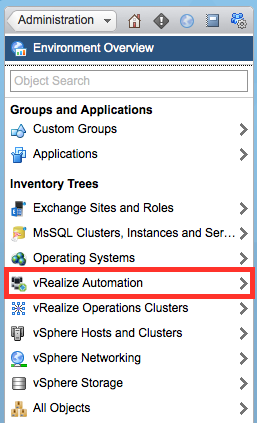 Administration
Environment Overview
Object Search
Groups and Applications
Custom Groups
Applications
Inventory Trees
Exchange Sites and Roles
MsSQL Clusters, Instances and Ser...
Operating Systems
vRealize Automation
vRealize Operations Clusters
vSphere Hosts and Clusters
vSphere Networking
vSphere Storage
All Objects